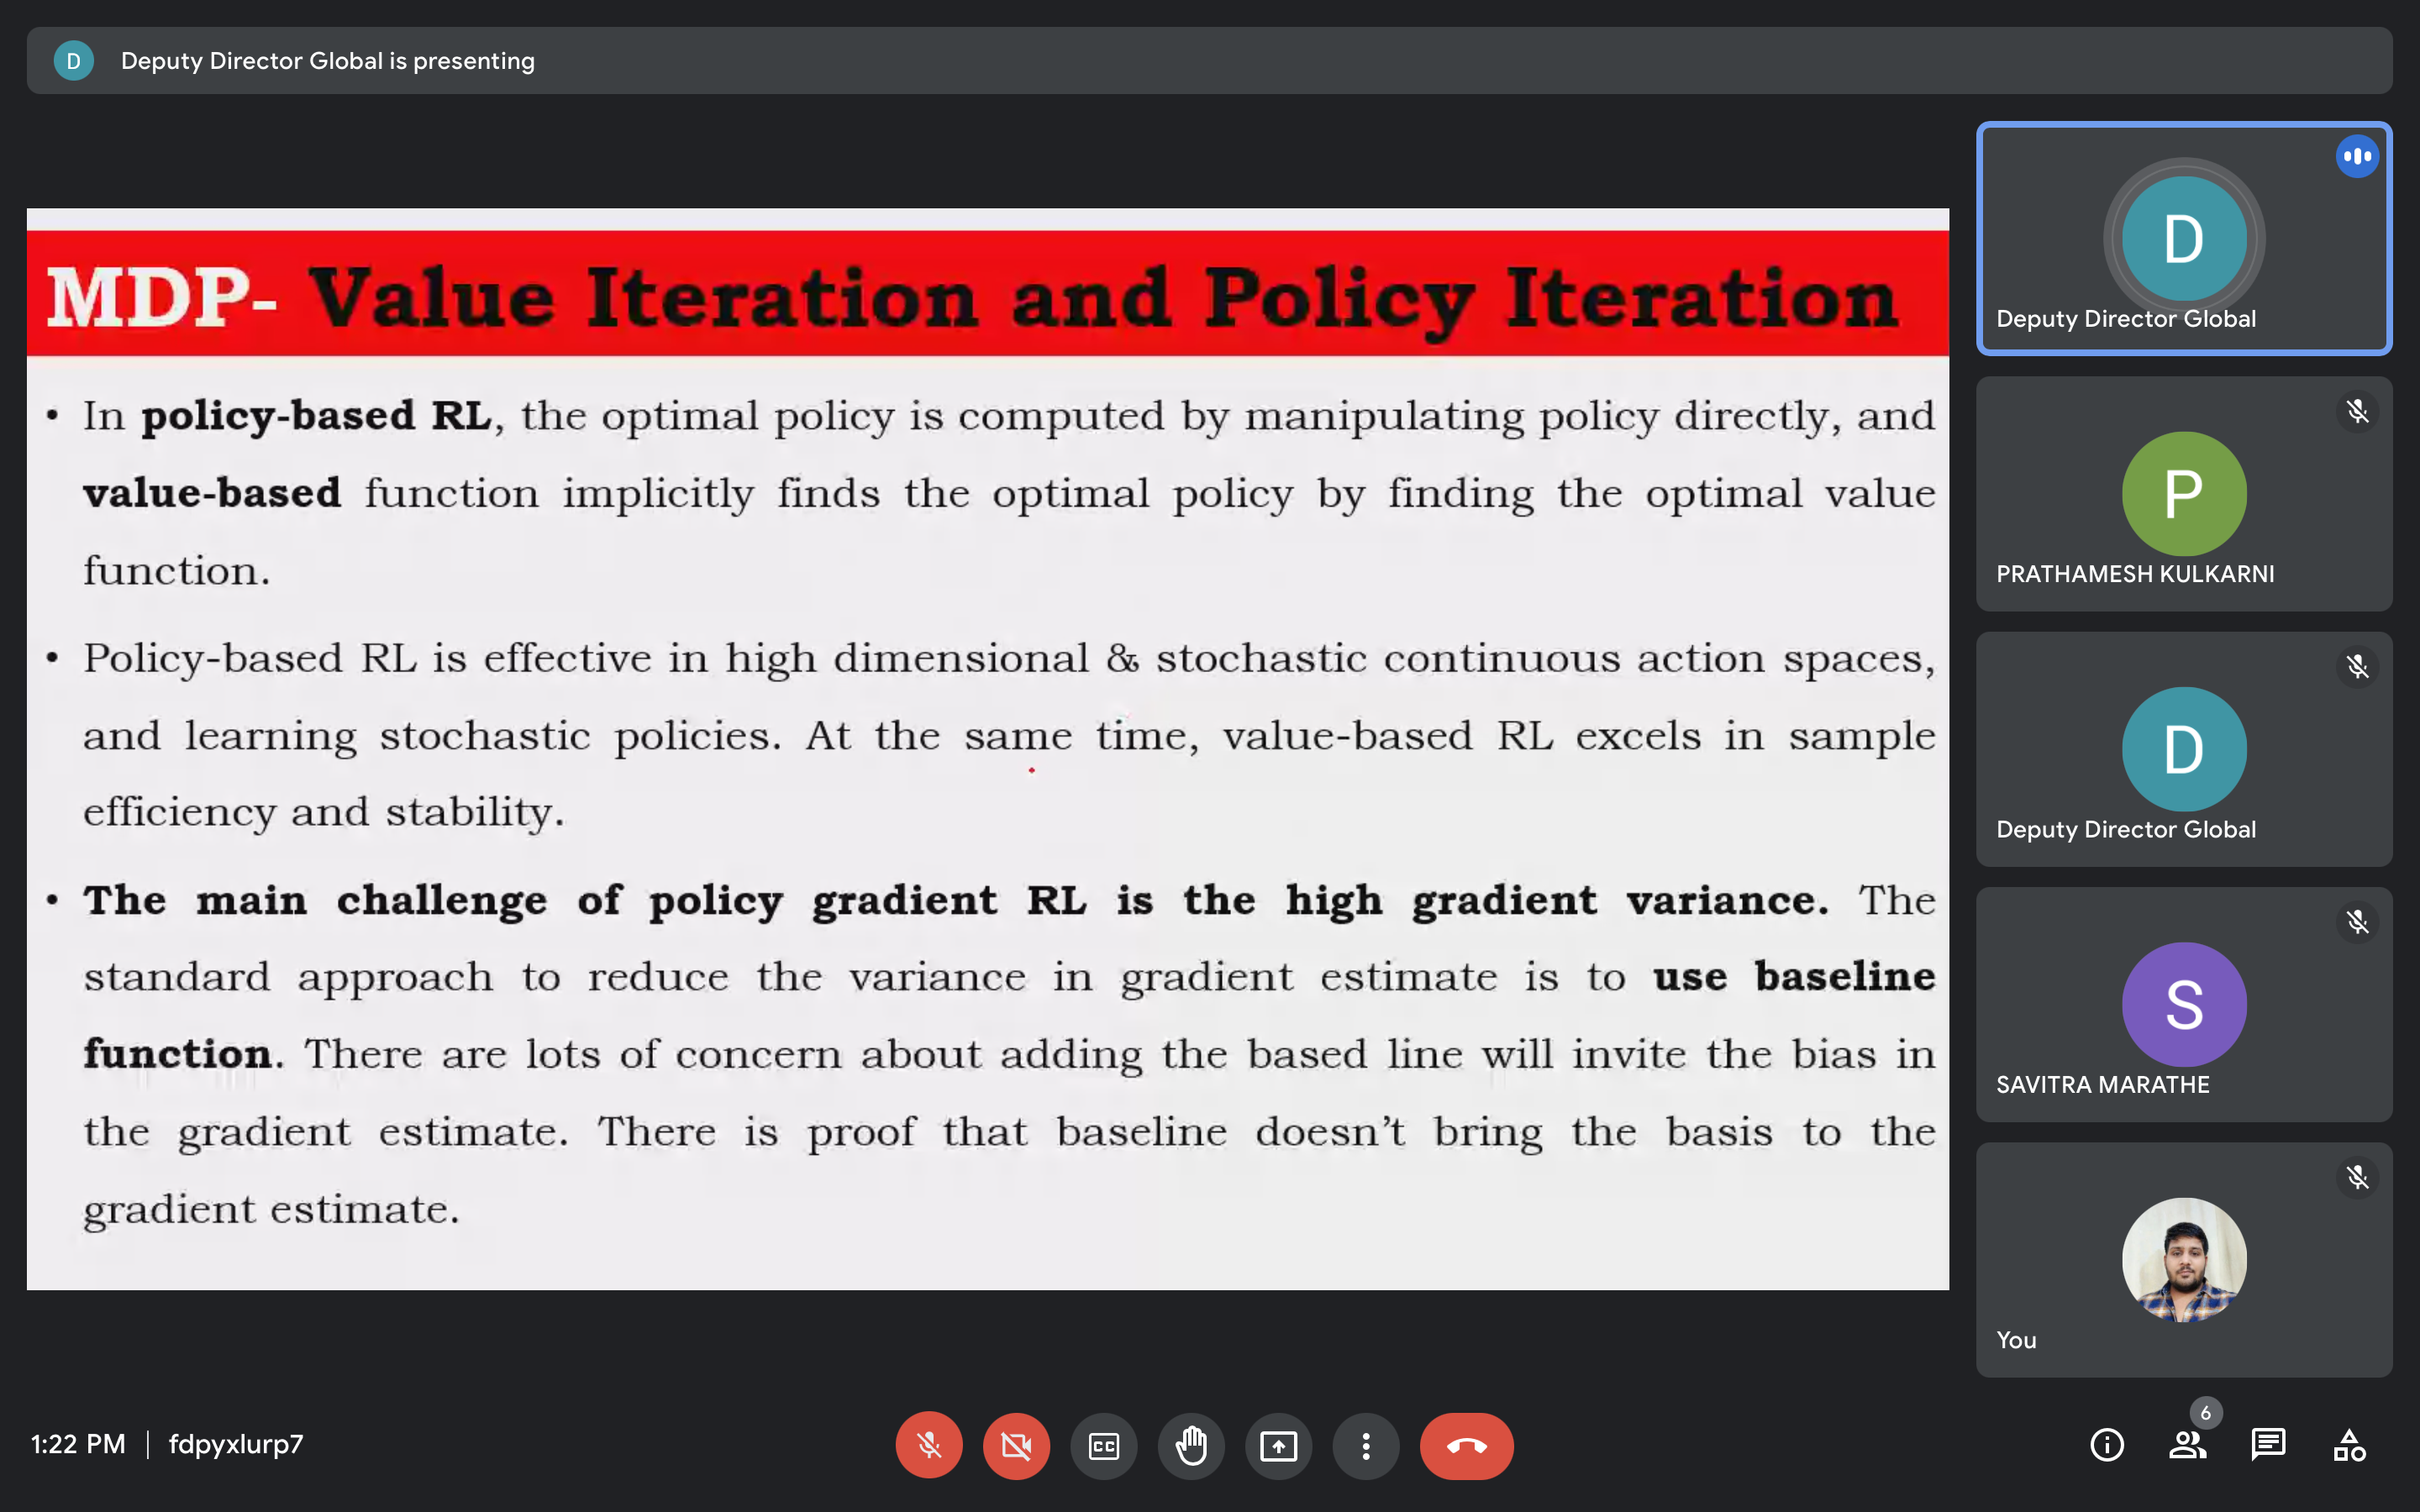 D
Deputy Director Global is presenting
MDP- Value Iteration and Policy Iteration
• In policy-based RL, the optimal policy is computed by manipulating policy directly, and
value-based function implicitly finds the optimal policy by finding the optimal value
function.
• Policy-based RL is effective in high dimensional & stochastic continuous action spaces,
and learning stochastic policies. At the same time, value-based RL excels in sample
efficiency and stability.
• The main challenge of policy gradient RL is the high gradient variance. The
standard approach to reduce the variance in gradient estimate is to use baseline
function. There are lots of concern about adding the based line will invite the bias in
the gradient estimate. There is proof that baseline doesn’t bring the basis to the
gradient estimate.
D
Deputy Director Global
P
PRATHAMESH KULKARNI
D
Deputy Director Global
S
SAVITRA MARATHE
You
1:22 PM | fdpyxlurp7
CC
6